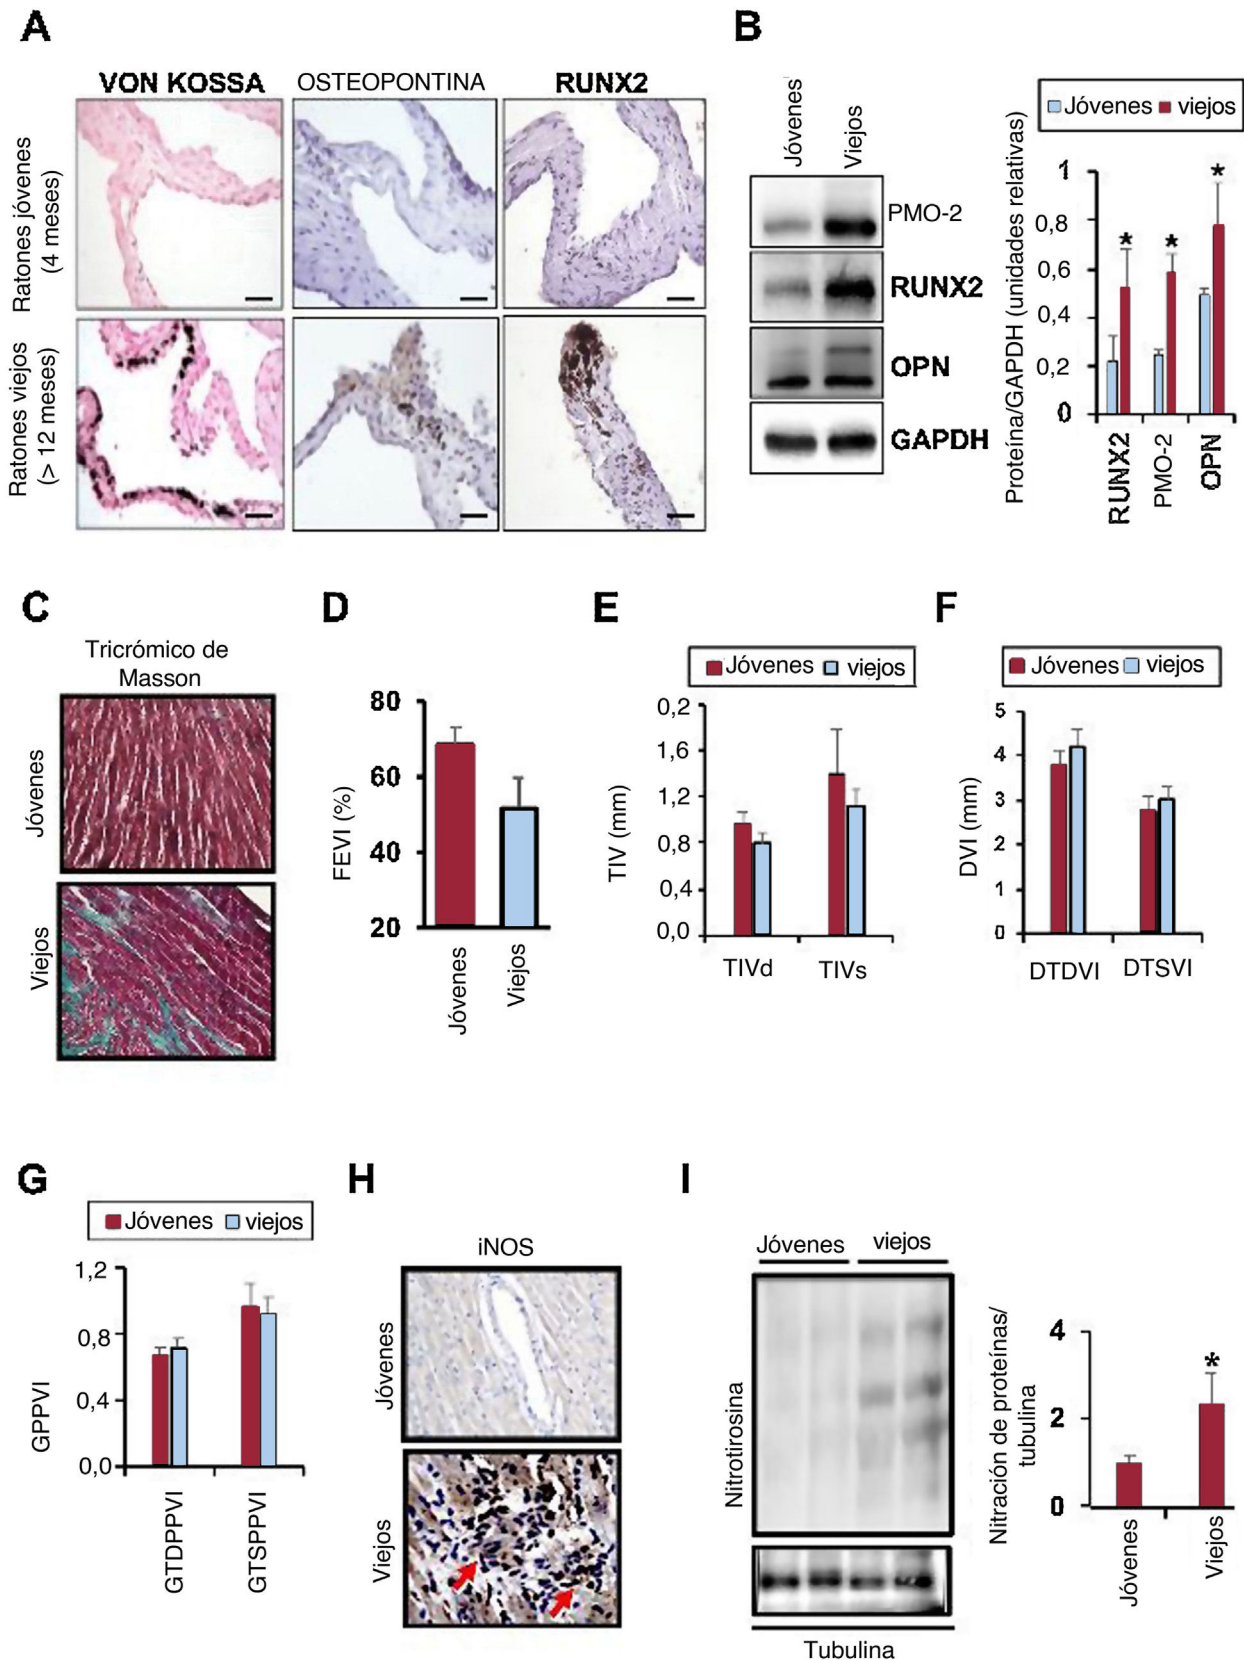 A
VON KOSSA
OSTEOPONTINA
RUNX2
Ratones jóvenes
(4 meses)
Ratones viejos
(> 12 meses)
B
Jóvenes
Viejos
PMO-2
RUNX2
OPN
GAPDH
Jóvenes viejos
Proteína/GAPDH (unidades relativas)
1
0,8
0,6
0,4
0,2
0
*
*
*
RUNX2
PMO-2
OPN
C
Tricrómico de
Masson
Jóvenes
Viejos
D
FEVI (%)
80
60
40
20
Jóvenes
Viejos
E
Jóvenes viejos
TIV (mm)
0,2
1,6
1,2
0,8
0,4
0,0
TIVd
TIVs
F
Jóvenes viejos
DVI (mm)
5
4
3
2
1
0
DTDVI
DTSVI
G
Jóvenes viejos
GPPVI
1,2
0,8
0,4
0,0
GTDPPVI
GTSPPVI
H
iNOS
Jóvenes
Viejos
I
Jóvenes
viejos
Nitrotirosina
Tubulina
Nitración de proteínas/
tubulina
4
2
1
0
*
Jóvenes
Viejos